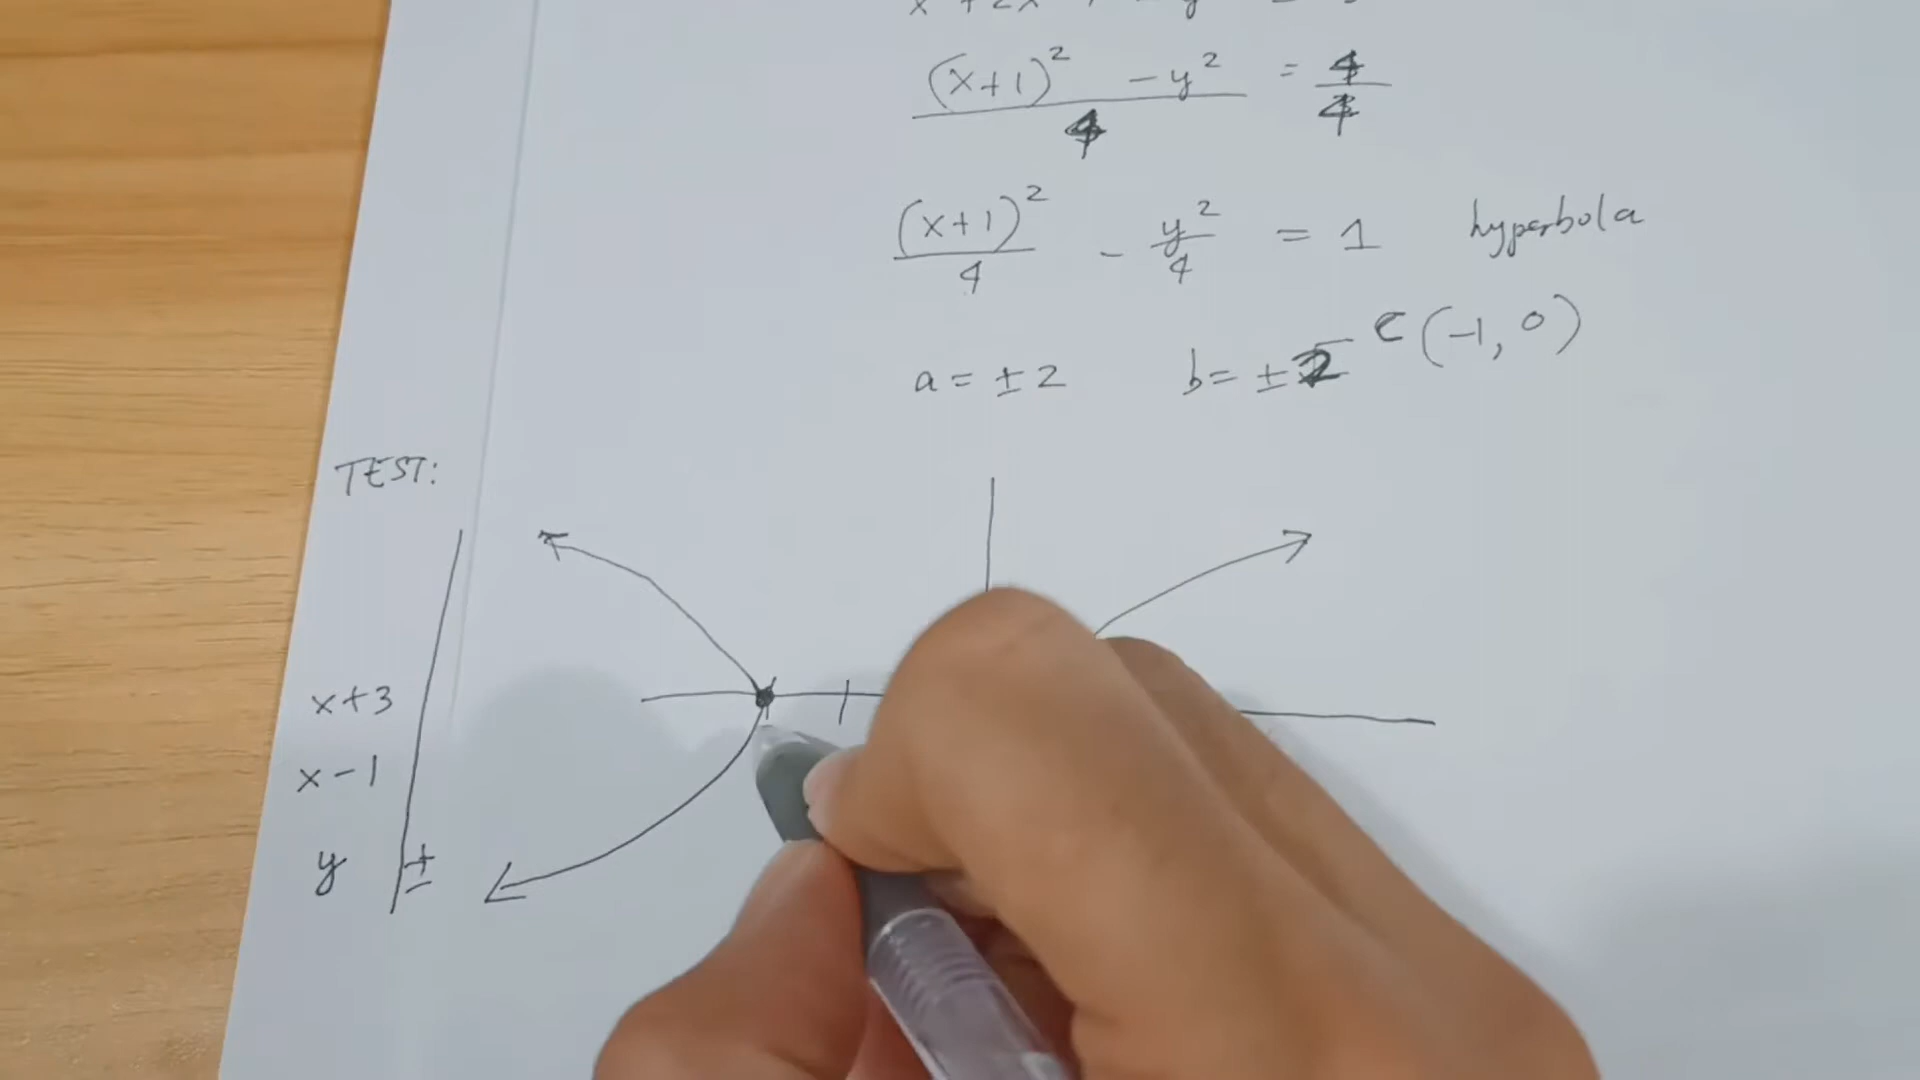 (x+1)² - y² / 4 = 4/4
(x+1)²/4 - y²/4 = 1 hyperbola
C (-1, 0)
a = ± 2 b = ± 2
TEST:
x+3
x-1
y ±